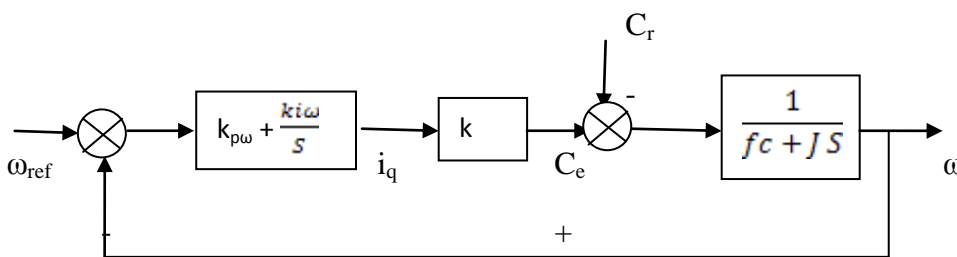 C_r
-
k_pω + kiω/S
k
1/(fc + J S)
ω_ref
i_q
C_e
ω
-
+